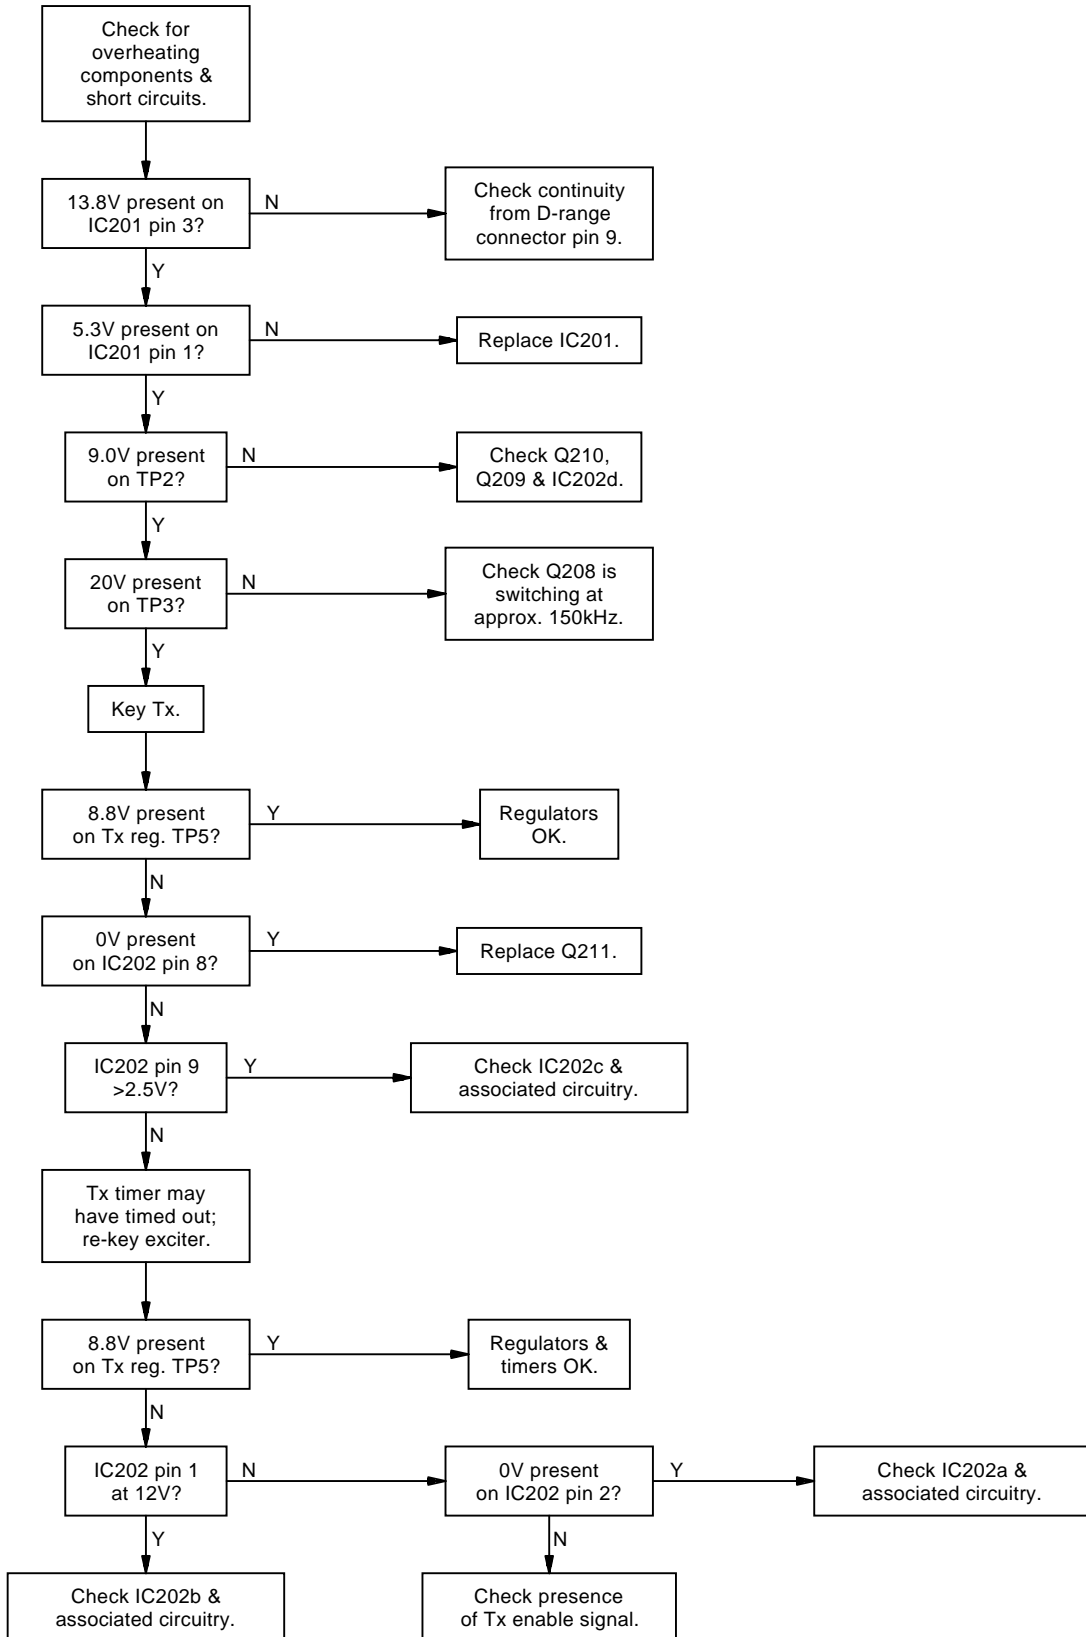 Check for
overheating
components &
short circuits.
13.8V present on
IC201 pin 3?
N
Check continuity
from D-range
connector pin 9.
Y
5.3V present on
IC201 pin 1?
N
Replace IC201.
Y
9.0V present
on TP2?
N
Check Q210,
Q209 & IC202d.
Y
20V present
on TP3?
N
Check Q208 is
switching at
approx. 150kHz.
Y
Key Tx.
8.8V present
on Tx reg. TP5?
Y
Regulators
OK.
N
0V present
on IC202 pin 8?
Y
Replace Q211.
N
IC202 pin 9
>2.5V?
Y
Check IC202c &
associated circuitry.
N
Tx timer may
have timed out;
re-key exciter.
8.8V present
on Tx reg. TP5?
Y
Regulators &
timers OK.
N
IC202 pin 1
at 12V?
N
0V present
on IC202 pin 2?
Y
Check IC202a &
associated circuitry.
Y
N
Check IC202b &
associated circuitry.
Check presence
of Tx enable signal.